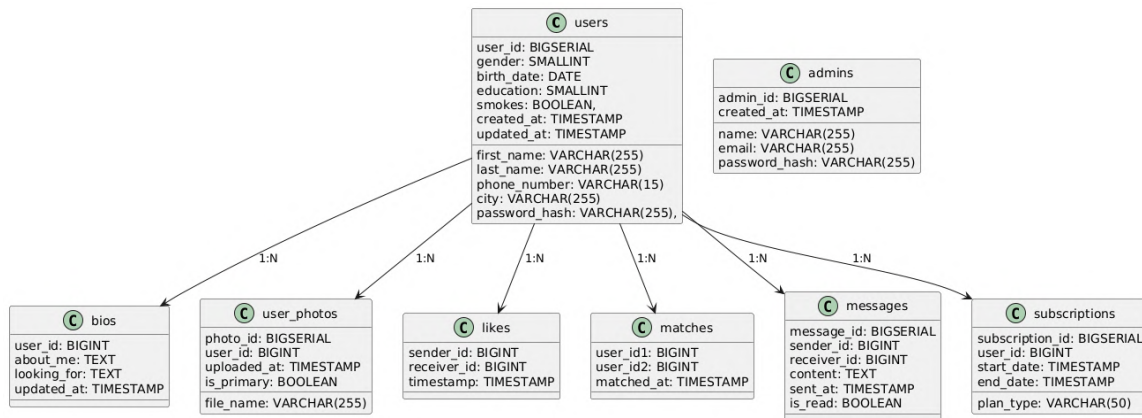 C users
user_id: BIGSERIAL
gender: SMALLINT
birth_date: DATE
education: SMALLINT
smokes: BOOLEAN,
created_at: TIMESTAMP
updated_at: TIMESTAMP
first_name: VARCHAR(255)
last_name: VARCHAR(255)
phone_number: VARCHAR(15)
city: VARCHAR(255)
password_hash: VARCHAR(255),
C admins
admin_id: BIGSERIAL
created_at: TIMESTAMP
name: VARCHAR(255)
email: VARCHAR(255)
password_hash: VARCHAR(255)
1:N
1:N
1:N
1:N
1:N
1:N
C bios
user_id: BIGINT
about_me: TEXT
looking_for: TEXT
updated_at: TIMESTAMP
C user_photos
photo_id: BIGSERIAL
user_id: BIGINT
uploaded_at: TIMESTAMP
is_primary: BOOLEAN
file_name: VARCHAR(255)
C likes
sender_id: BIGINT
receiver_id: BIGINT
timestamp: TIMESTAMP
C matches
user_id1: BIGINT
user_id2: BIGINT
matched_at: TIMESTAMP
C messages
message_id: BIGSERIAL
sender_id: BIGINT
receiver_id: BIGINT
content: TEXT
sent_at: TIMESTAMP
is_read: BOOLEAN
C subscriptions
subscription_id: BIGSERIAL
user_id: BIGINT
start_date: TIMESTAMP
end_date: TIMESTAMP
plan_type: VARCHAR(50)